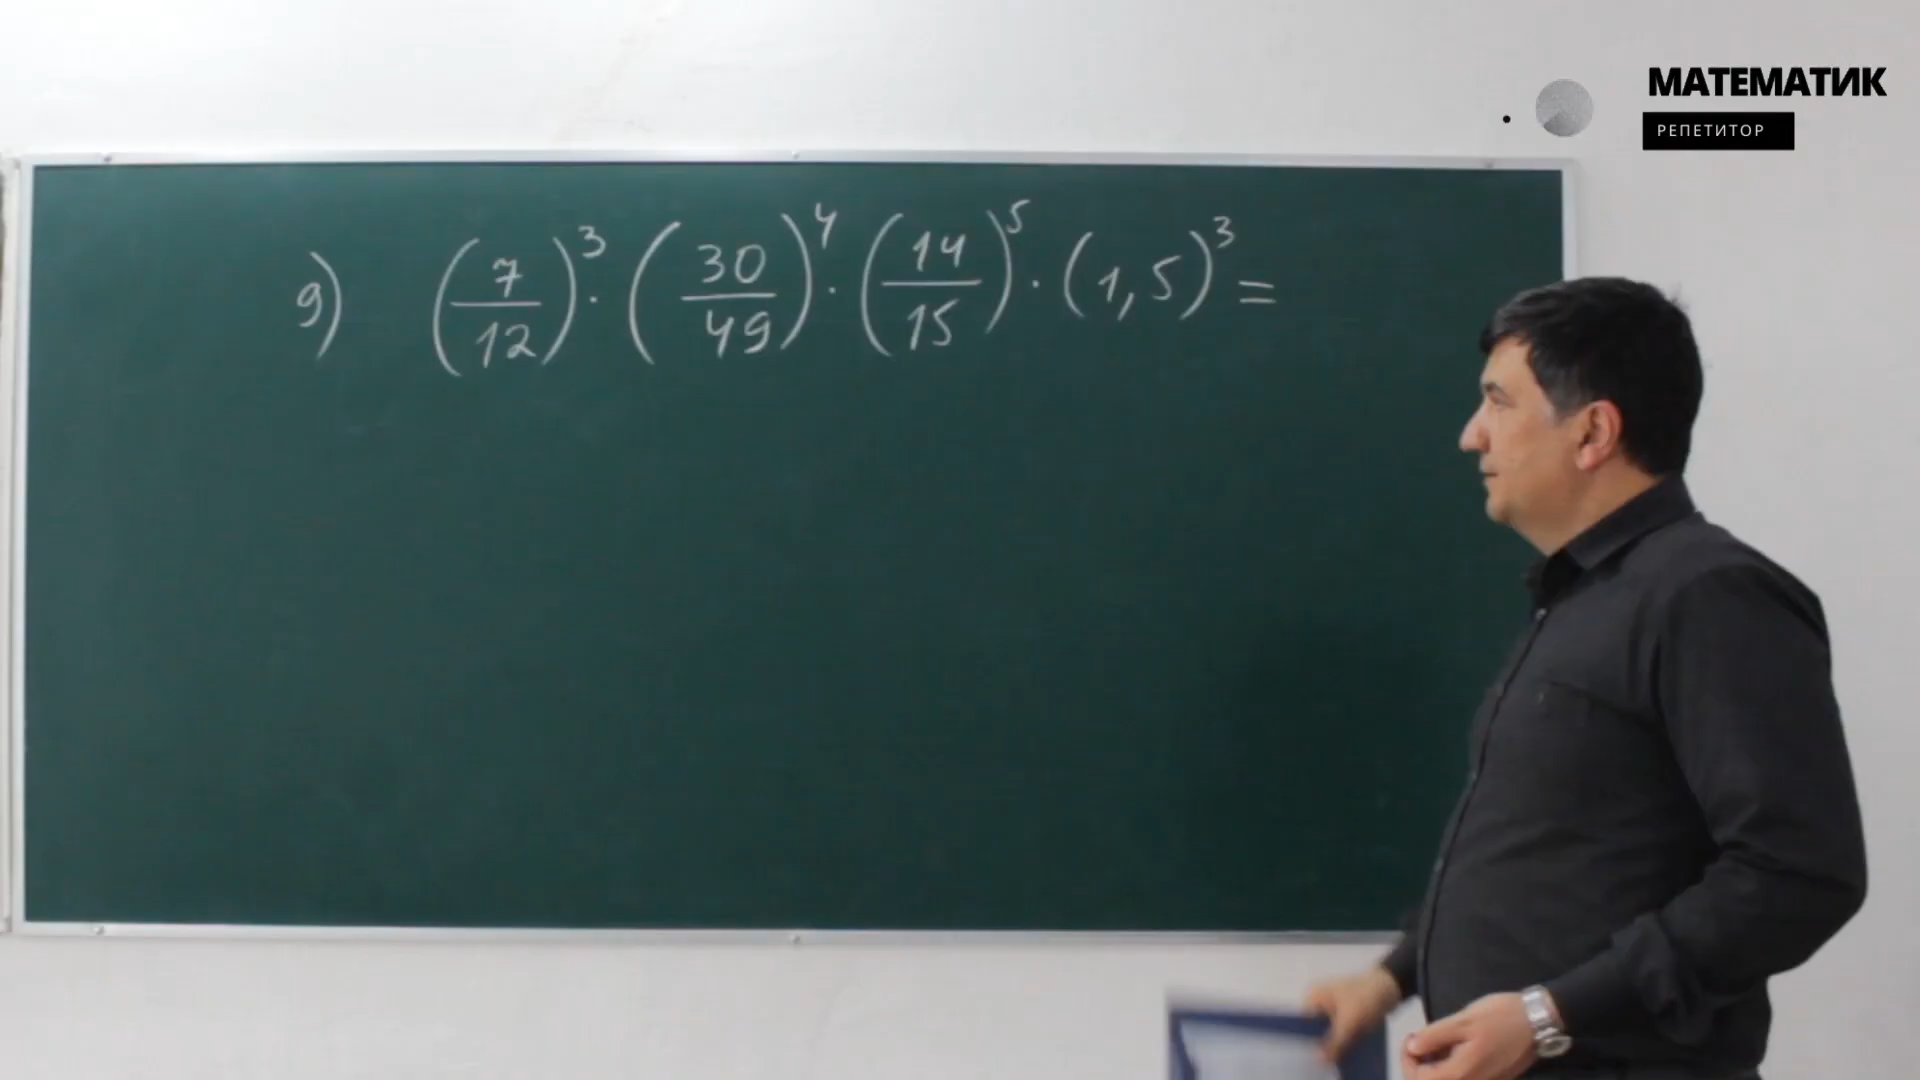 МАТЕМАТИК
РЕПЕТИТОР
9) (7/12)³ · (30/49)⁴ · (14/15)⁵ · (1,5)³ =